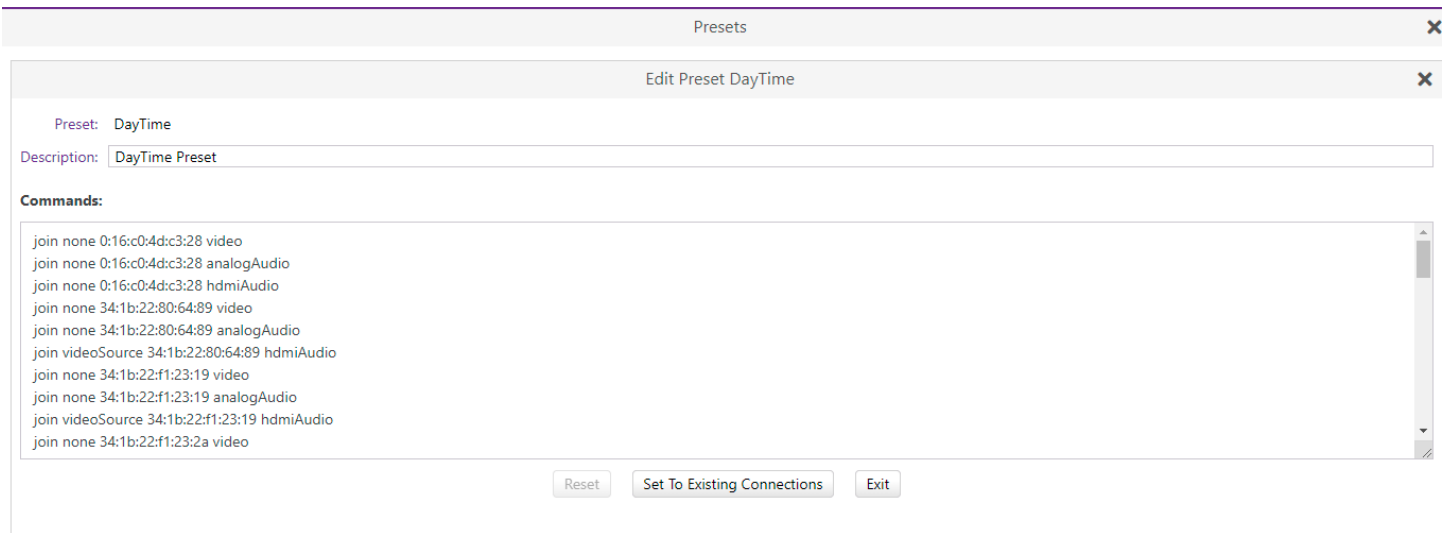 Presets
Edit Preset DayTime
Preset: DayTime
Description: DayTime Preset
Commands:
join none 0:16:c0:4d:c3:28 video
join none 0:16:c0:4d:c3:28 analogAudio
join none 0:16:c0:4d:c3:28 hdmiAudio
join none 34:1b:22:80:64:89 video
join none 34:1b:22:80:64:89 analogAudio
join videoSource 34:1b:22:80:64:89 hdmiAudio
join none 34:1b:22:f1:23:19 video
join none 34:1b:22:f1:23:19 analogAudio
join videoSource 34:1b:22:f1:23:19 hdmiAudio
join none 34:1b:22:f1:23:2a video
Reset Set To Existing Connections Exit